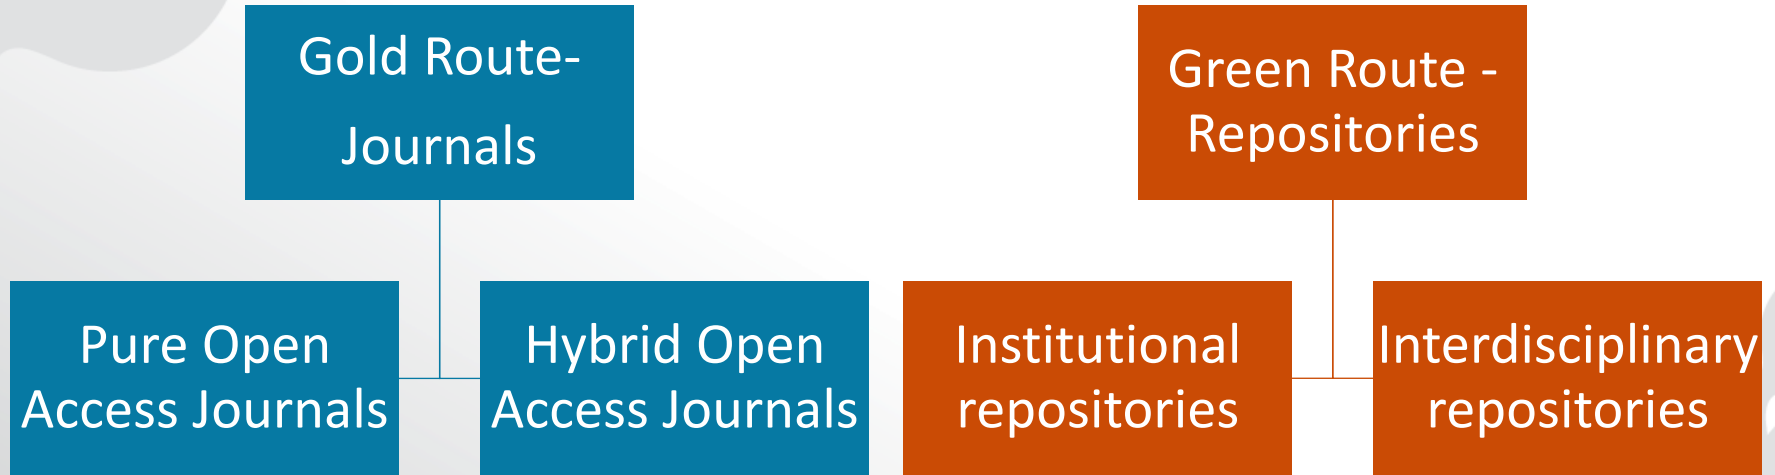 Gold Route-
Journals
Green Route -
Repositories
Pure Open
Access Journals
Hybrid Open
Access Journals
Institutional
repositories
Interdisciplinary
repositories